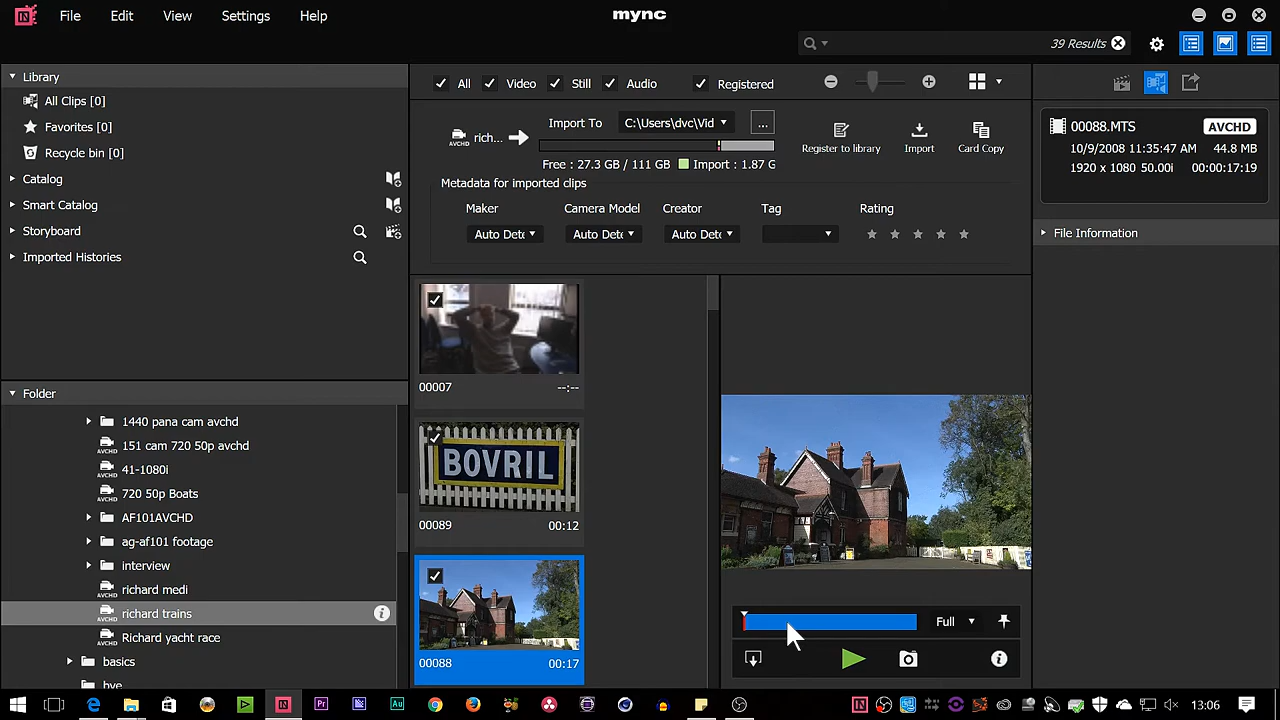 File Edit View Settings Help
mync
39 Results
Library
All Clips [0]
Favorites [0]
Recycle bin [0]
Catalog
Smart Catalog
Storyboard
Imported Histories
Folder
1440 pana cam avchd
151 cam 720 50p avchd
41-1080i
720 50p Boats
AF101AVCHD
ag-af101 footage
interview
richard medi
richard trains
Richard yacht race
basics
bye
All Video Still Audio Registered
AVCHD rich... Import To C:\Users\dvc\Vid ...
Free : 27.3 GB / 111 GB Import : 1.87 G
Register to library Import Card Copy
Metadata for imported clips
Maker Camera Model Creator Tag Rating
Auto Det Auto Det Auto Det
00007 --:--
BOVRIL
00089 00:12
00088 00:17
Full
00088.MTS AVCHD
10/9/2008 11:35:47 AM 44.8 MB
1920 x 1080 50.00i 00:00:17:19
File Information
13:06